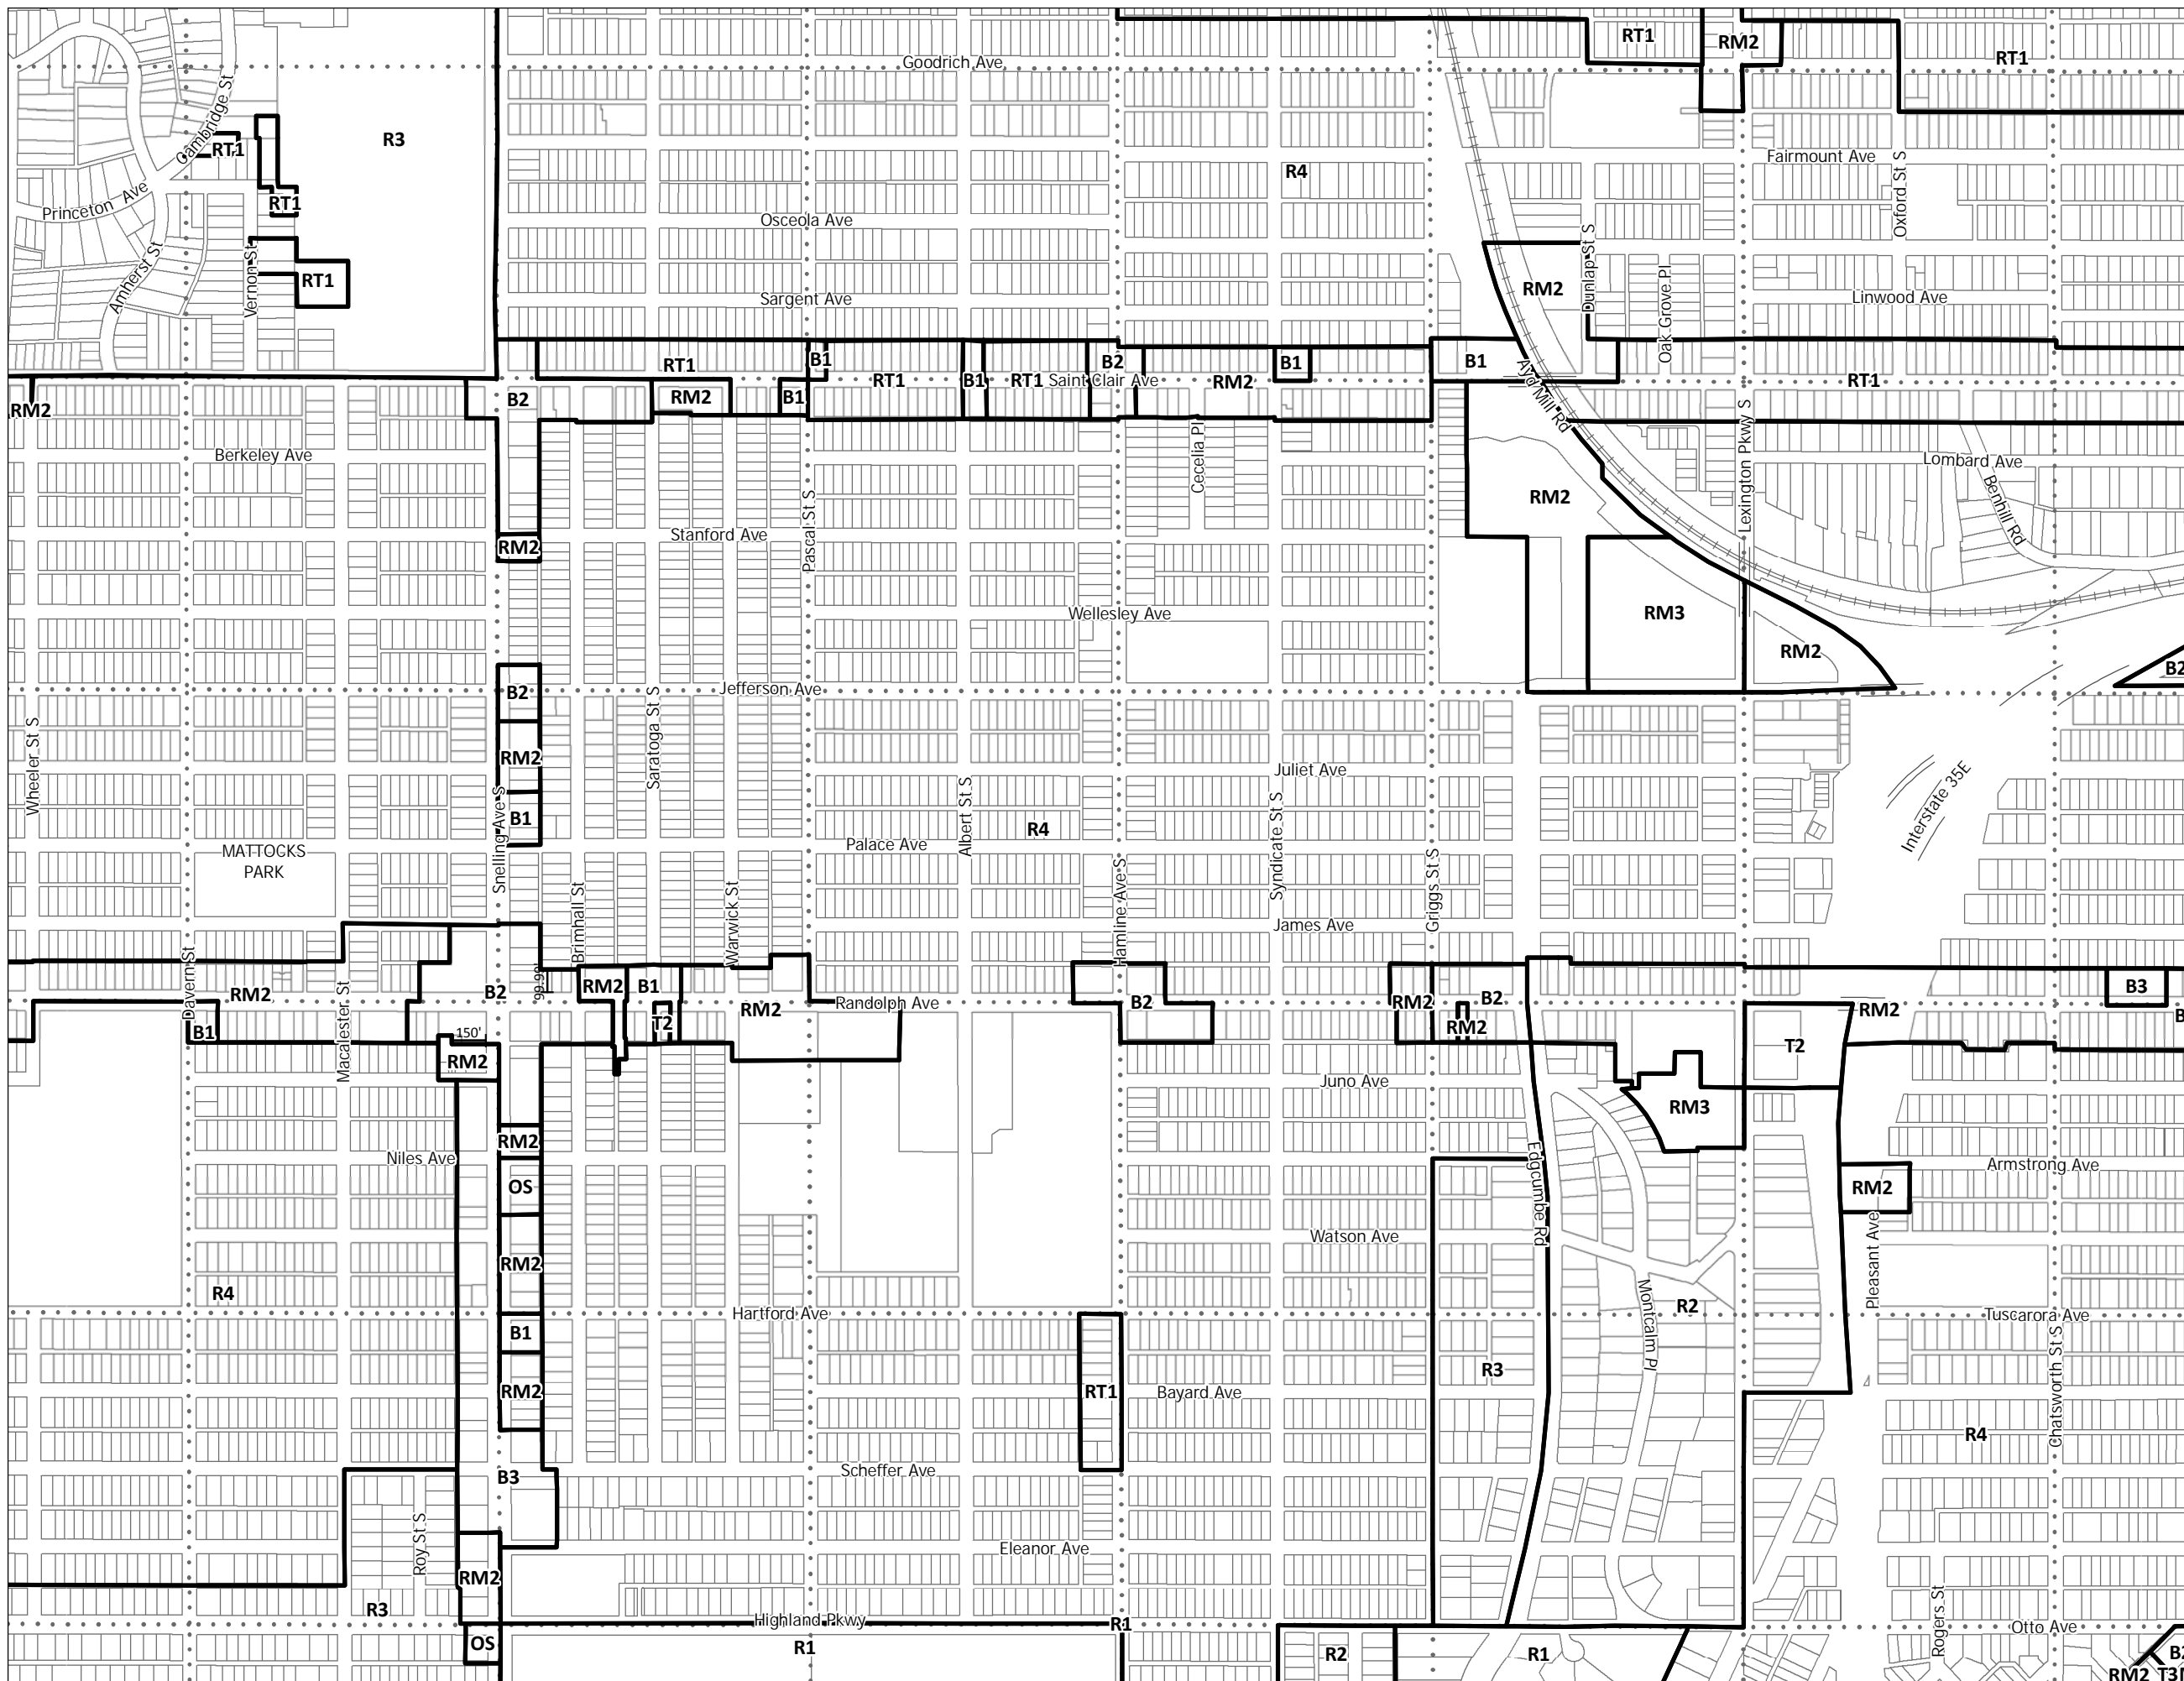 RT1
RM2
Goodrich Ave
RT1
Cambridge St
R3
RT1
Fairmount Ave
Oxford St S
R4
Princeton Ave
RT1
Osceola Ave
Amherst St
Vernon St
RT1
Dunlap St S
RM2
Oak Grove Pl
Linwood Ave
Sargent Ave
B1
RT1
B2
B1
B1
RT1
B1
RT1
Saint Clair Ave
RM2
RT1
Ayd Mill Rd
RM2
B2
RM2
B1
Cecelia Pl
Lexington Pkwy S
Berkeley Ave
Lombard Ave
Benhill Rd
RM2
Pascal St S
Stanford Ave
RM2
Wellesley Ave
RM3
RM2
B2
Jefferson Ave
B2
Saratoga St S
Wheeler St S
RM2
Juliet Ave
Interstate 35E
Snelling Ave S
B1
Albert St S
R4
Syndicate St S
Griggs St S
Palace Ave
MATTOCKS
PARK
Hamline Ave S
Brimhall St
Warwick St
James Ave
Davern St
Macalester St
RM2
B2
99.99'
RM2
B1
B3
RM2
Randolph Ave
B2
RM2
B2
RM2
B1
T2
RM2
150'
RM2
T2
Juno Ave
RM3
RM2
Niles Ave
Edgcumbe Rd
Armstrong Ave
OS
RM2
Pleasant Ave
Watson Ave
RM2
R4
Montcalm Pl
R2
Hartford Ave
Tuscarora Ave
B1
Chatsworth St S
R3
RM2
RT1
Bayard Ave
R4
B3
Scheffer Ave
Roy St S
Eleanor Ave
RM2
R3
Rogers St
Highland Pkwy
R1
Otto Ave
OS
R1
R2
R1
RM2